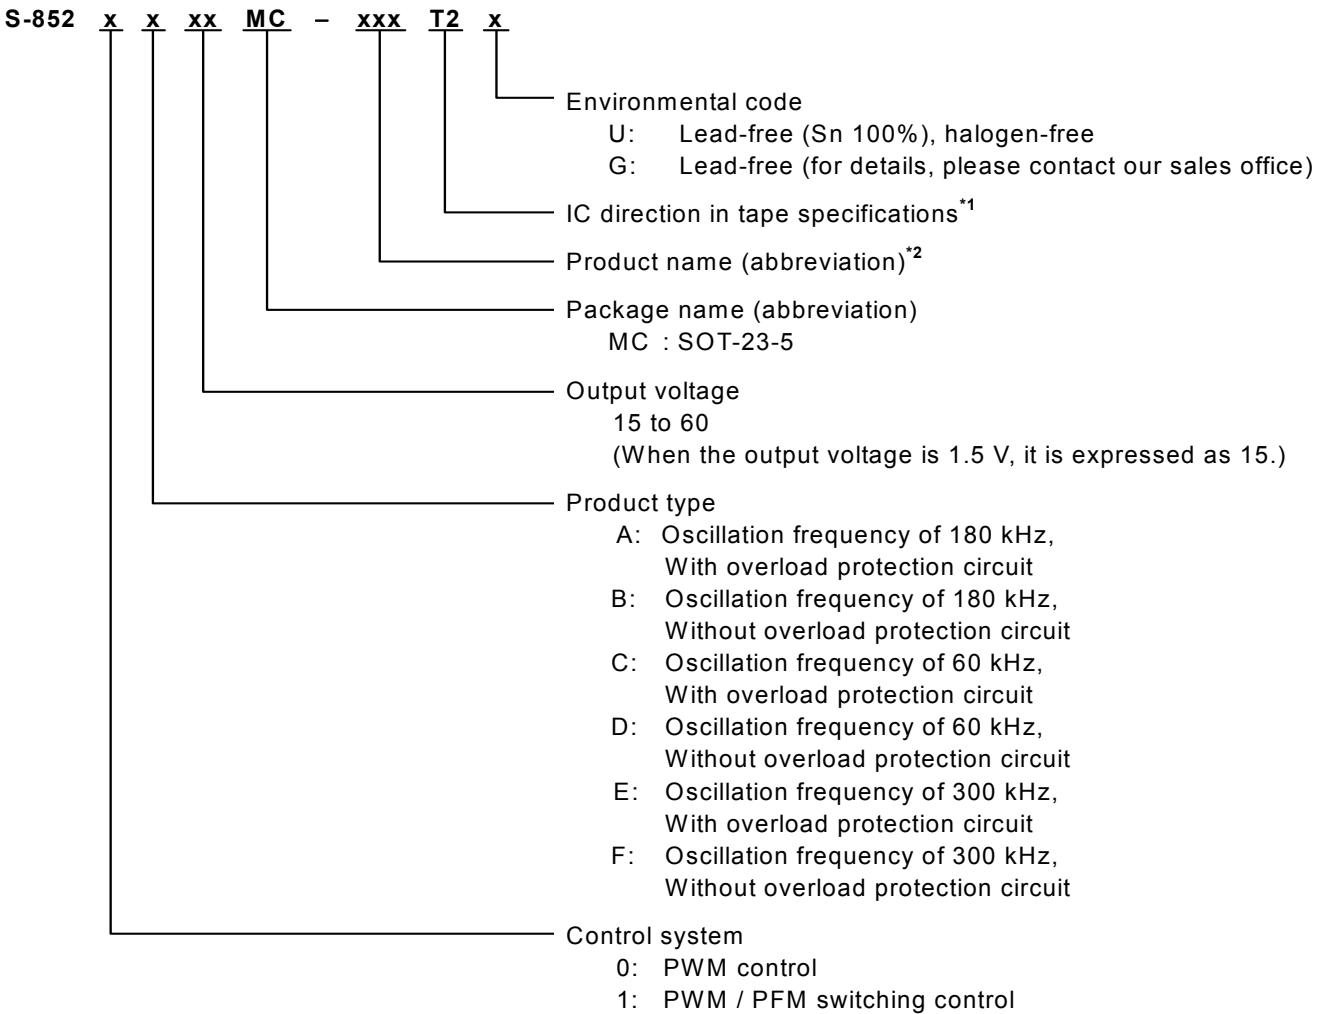 S-852 x x xx MC – xxx T2 x
Environmental code
U: Lead-free (Sn 100%), halogen-free
G: Lead-free (for details, please contact our sales office)
IC direction in tape specifications*1
Product name (abbreviation)*2
Package name (abbreviation)
MC : SOT-23-5
Output voltage
15 to 60
(When the output voltage is 1.5 V, it is expressed as 15.)
Product type
A: Oscillation frequency of 180 kHz,
With overload protection circuit
B: Oscillation frequency of 180 kHz,
Without overload protection circuit
C: Oscillation frequency of 60 kHz,
With overload protection circuit
D: Oscillation frequency of 60 kHz,
Without overload protection circuit
E: Oscillation frequency of 300 kHz,
With overload protection circuit
F: Oscillation frequency of 300 kHz,
Without overload protection circuit
Control system
0: PWM control
1: PWM / PFM switching control